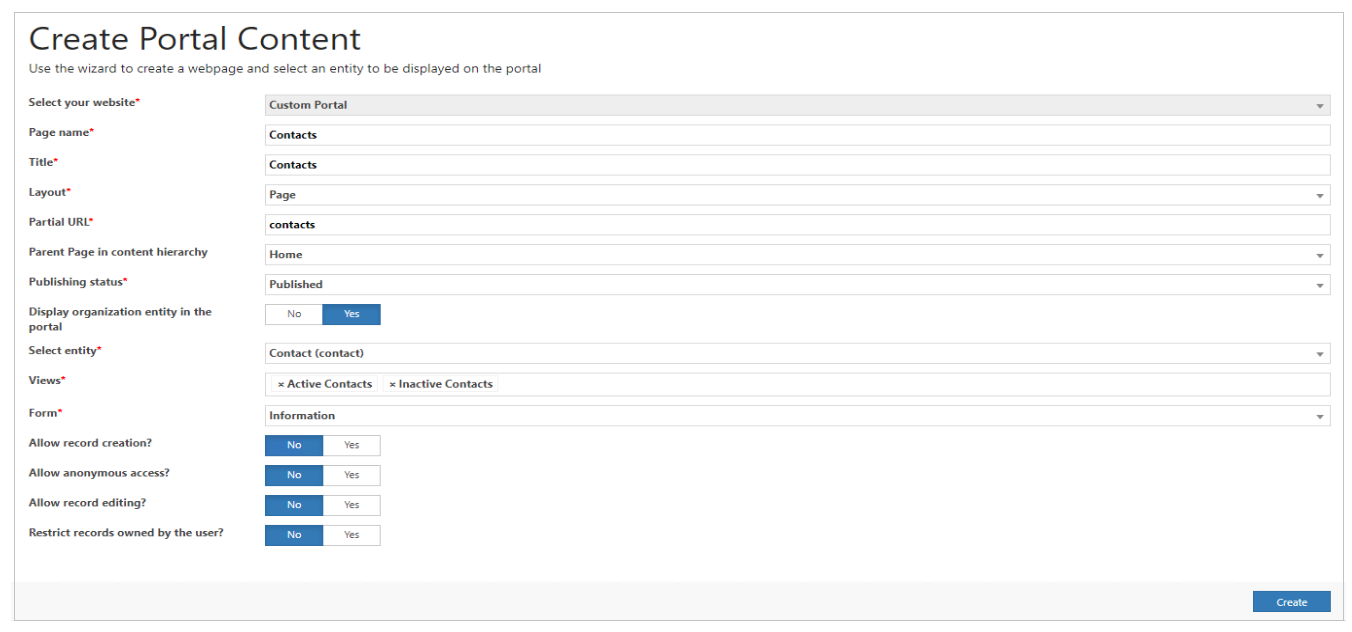 Create Portal Content
Use the wizard to create a webpage and select an entity to be displayed on the portal
Select your website* Custom Portal
Page name* Contacts
Title* Contacts
Layout* Page
Partial URL* contacts
Parent Page in content hierarchy Home
Publishing status* Published
Display organization entity in the
portal
No Yes
Select entity* Contact (contact)
Views* × Active Contacts × Inactive Contacts
Form* Information
Allow record creation? No Yes
Allow anonymous access? No Yes
Allow record editing? No Yes
Restrict records owned by the user? No Yes
Create